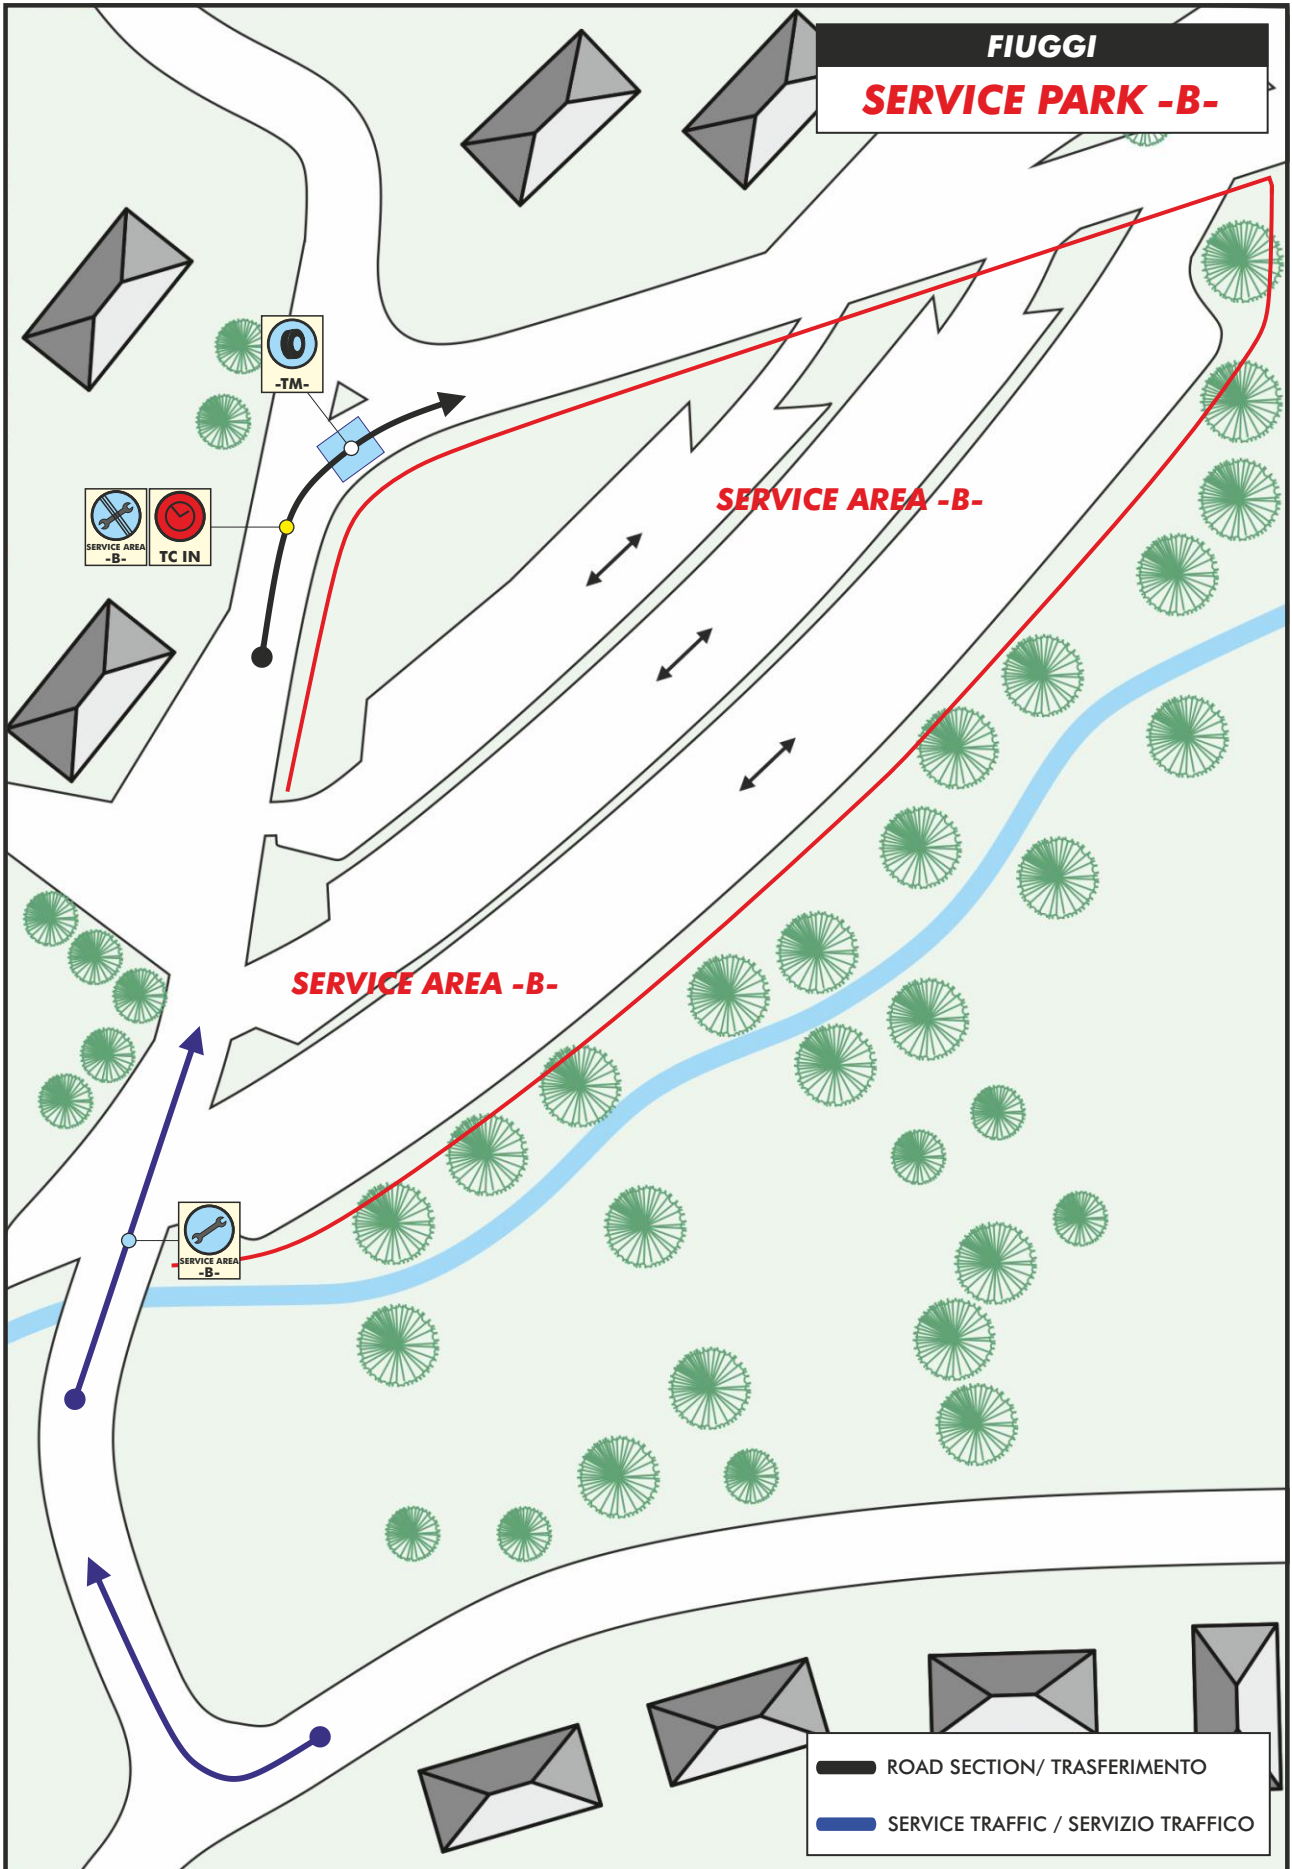 FIUGGI
SERVICE PARK -B-
-TM-
SERVICE AREA -B-
SERVICE AREA
-B-
TC IN
SERVICE AREA -B-
SERVICE AREA
-B-
ROAD SECTION/ TRASFERIMENTO
SERVICE TRAFFIC / SERVIZIO TRAFFICO